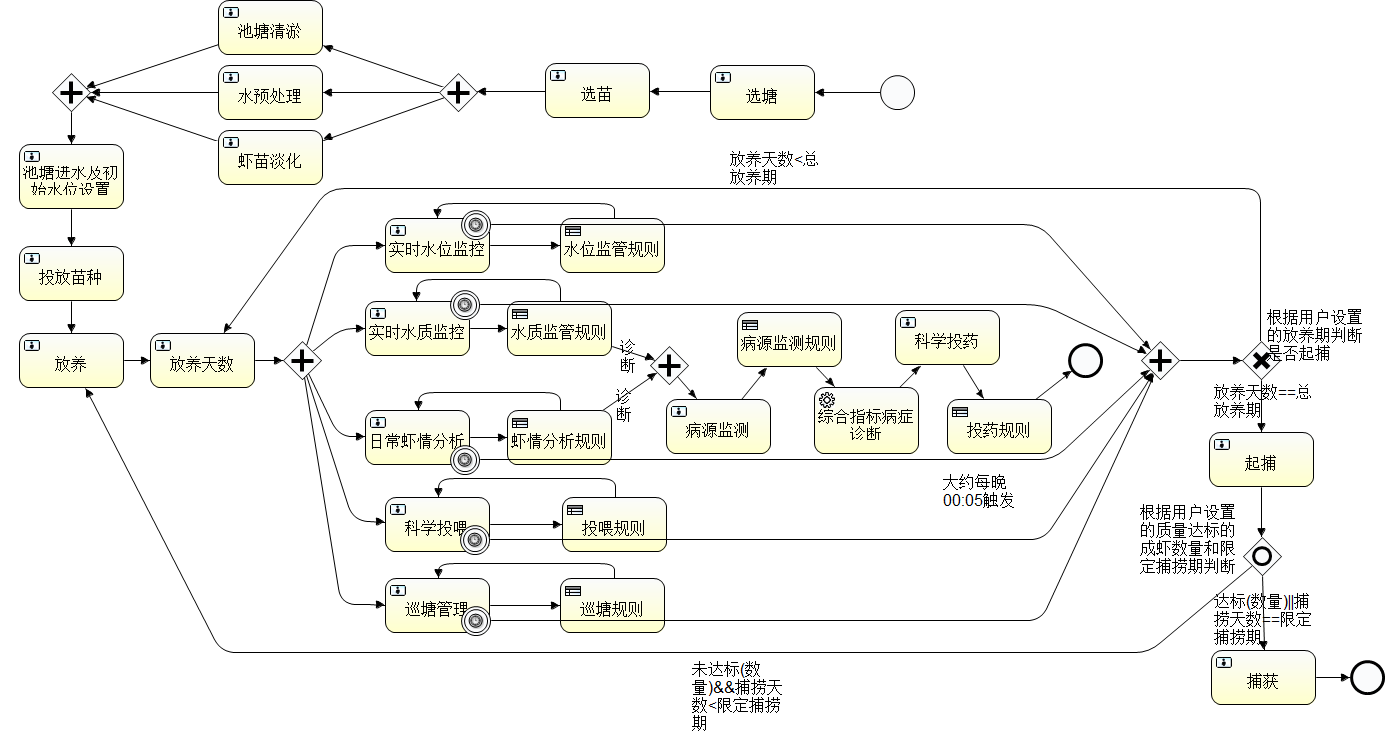 池塘清淤
水预处理
选苗
选塘
虾苗淡化
放养天数<总
放养期
池塘进水及初
始水位设置
实时水位监控
水位监管规则
投放苗种
实时水质监控
水质监管规则
诊
断
病源监测规则
科学投药
根据用户设置
的放养期判断
是否起捕
放养
放养天数
放养天数==总
放养期
诊
断
日常虾情分析
虾情分析规则
病源监测
综合指标病症
诊断
投药规则
起捕
大约每晚
00:05触发
科学投喂
投喂规则
根据用户设置
的质量达标的
成虾数量和限
定捕捞期判断
巡塘管理
巡塘规则
达标(数量)||捕
捞天数==限定
捕捞期
未达标(数
量)&&捕捞天
数<限定捕捞
期
捕获